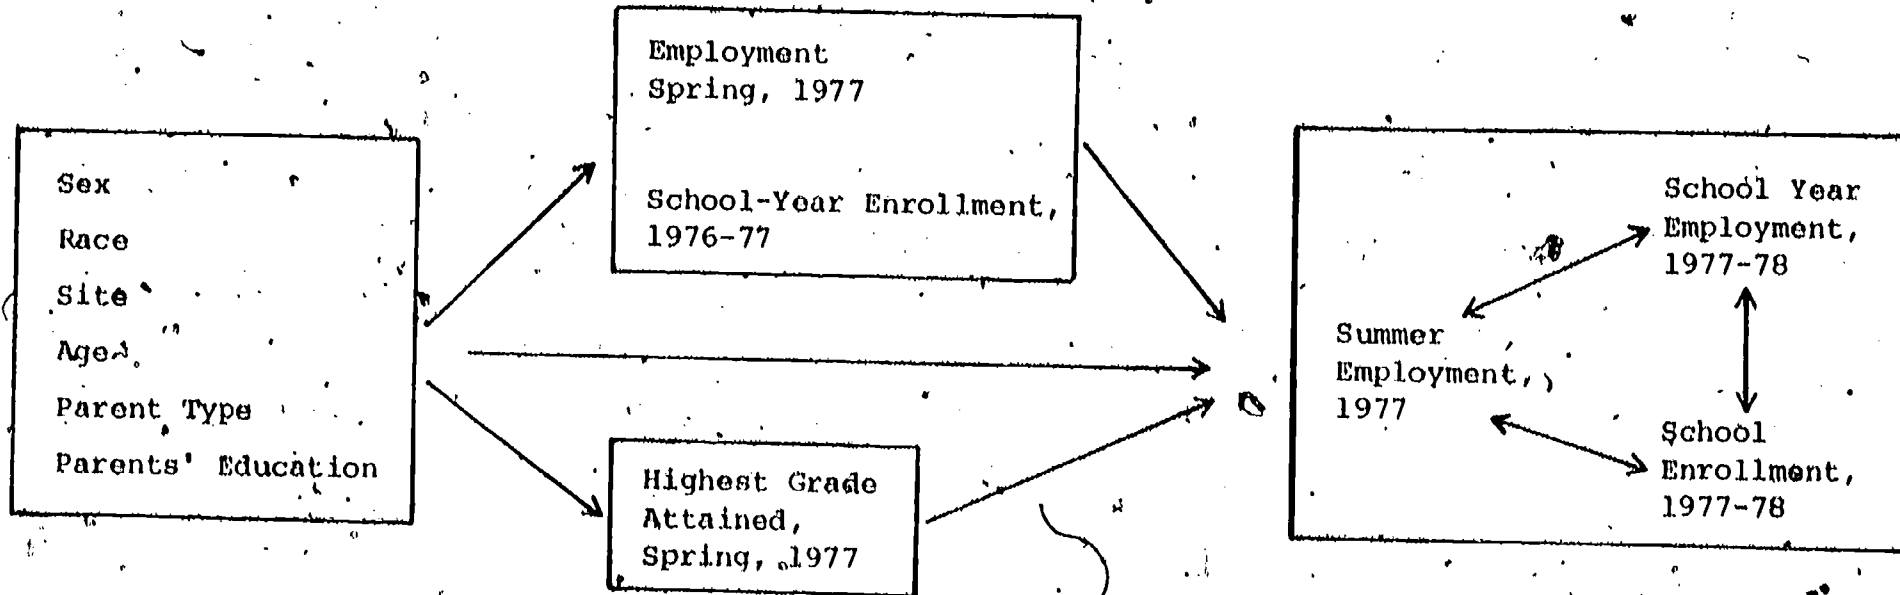 Sex
Race
Site
Age
Parent Type
Parents' Education
Employment
Spring, 1977
School-Year Enrollment,
1976-77
Highest Grade
Attained,
Spring, 1977
Summer
Employment,
1977
School Year
Employment,
1977-78
School
Enrollment,
1977-78